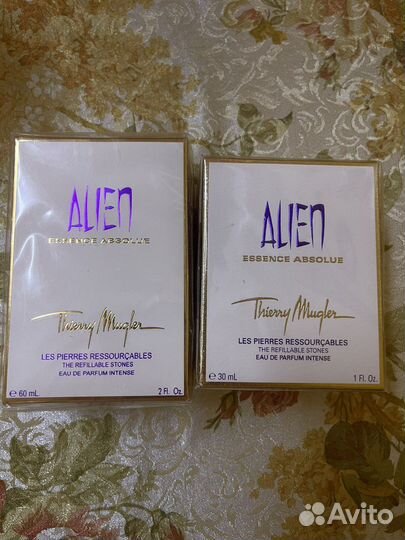 ALIEN
ESSENCE ABSOLUE
Thierry Mugler
LES PIERRES RESSOURÇABLES
THE REFILLABLE STONES
EAU DE PARFUM INTENSE
℮ 60 mL 2 Fl. Oz.
ALIEN
ESSENCE ABSOLUE
Thierry Mugler
LES PIERRES RESSOURÇABLES
THE REFILLABLE STONES
EAU DE PARFUM INTENSE
℮ 30 mL 1 Fl. Oz.
Avito